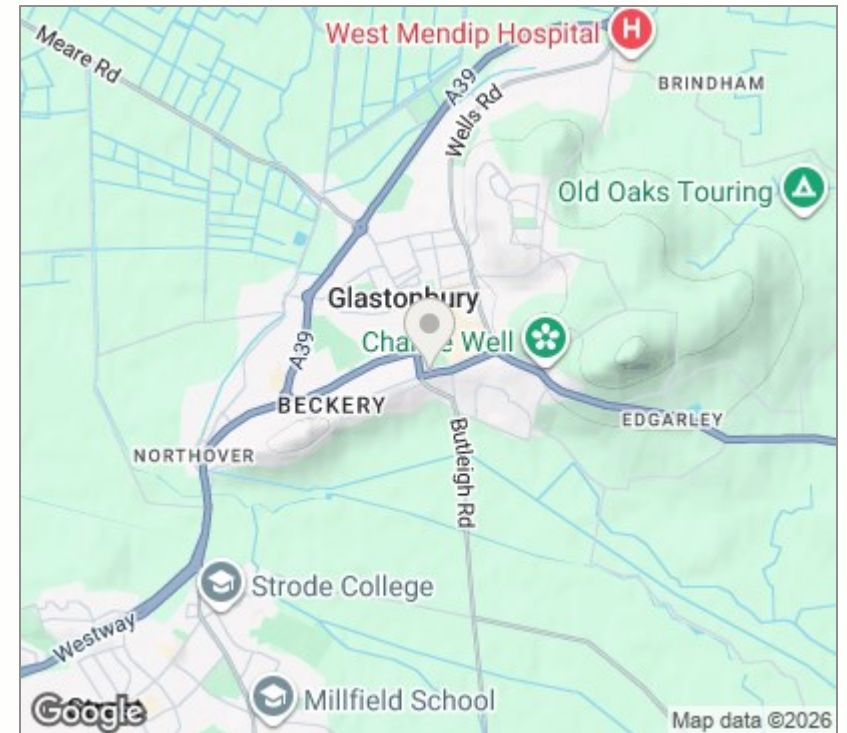 West Mendip Hospital
H
Meare Rd
A39
Wells Rd
BRINDHAM
Old Oaks Touring
Glastonbury
Well
A39
BECKERY
EDGARLEY
NORTHOVER
Butleigh Rd
Strode College
Westway
Millfield School
Google
Map data ©2026